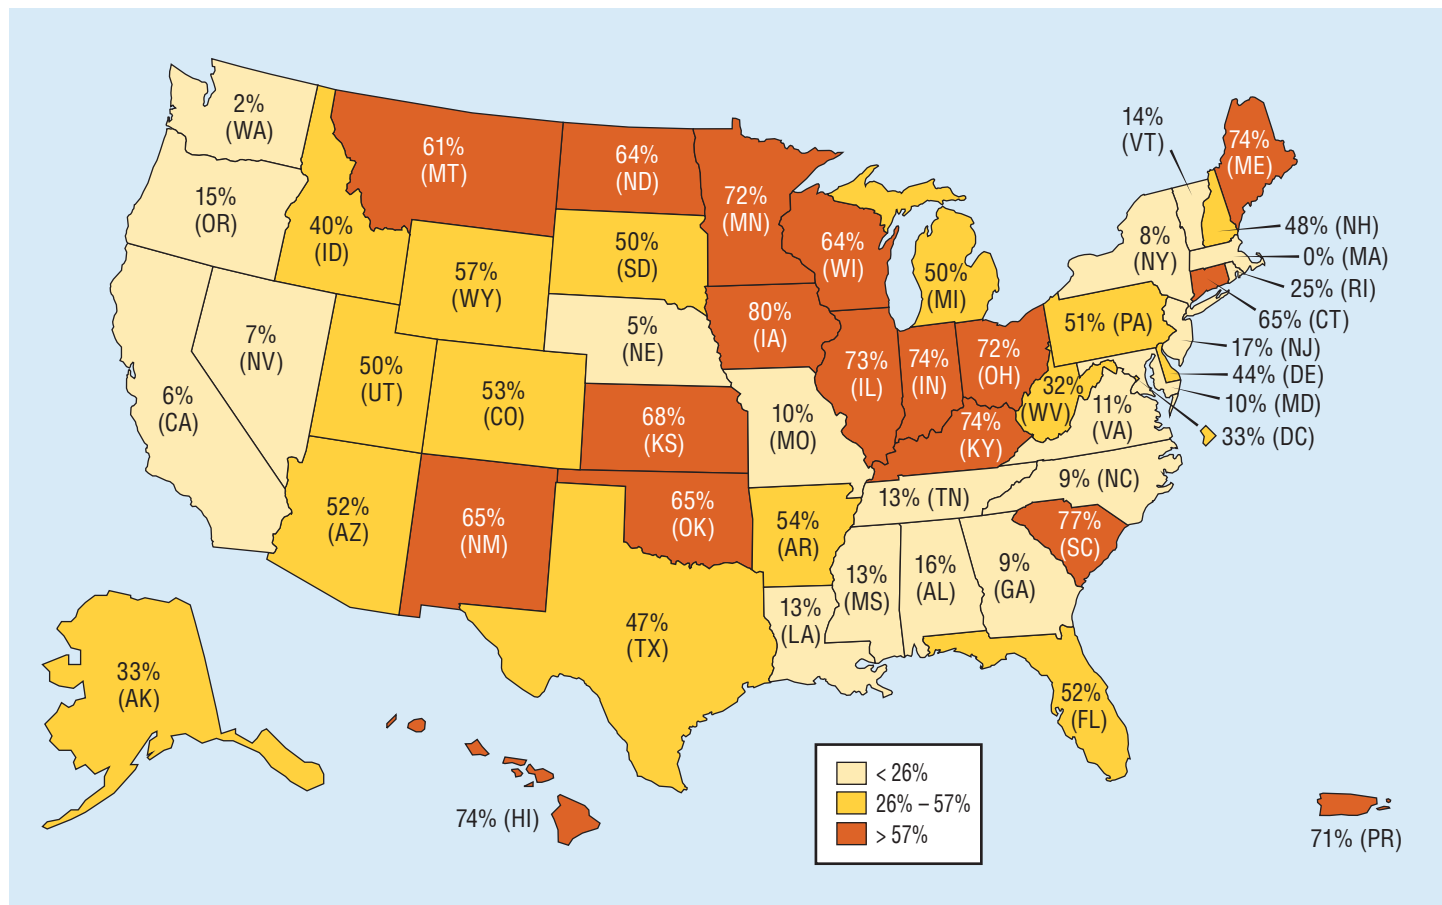 2%
(WA)
15%
(OR)
6%
(CA)
7%
(NV)
40%
(ID)
61%
(MT)
57%
(WY)
50%
(UT)
53%
(CO)
52%
(AZ)
65%
(NM)
64%
(ND)
50%
(SD)
5%
(NE)
68%
(KS)
65%
(OK)
47%
(TX)
72%
(MN)
80%
(IA)
10%
(MO)
54%
(AR)
13%
(LA)
64%
(WI)
73%
(IL)
50%
(MI)
74%
(IN)
72%
(OH)
74%
(KY)
13% (TN)
13%
(MS)
16%
(AL)
9%
(GA)
52%
(FL)
77%
(SC)
9% (NC)
11%
(VA)
32%
(WV)
51% (PA)
8%
(NY)
14%
(VT)
74%
(ME)
48% (NH)
0% (MA)
25% (RI)
65% (CT)
17% (NJ)
44% (DE)
10% (MD)
33% (DC)
33%
(AK)
74% (HI)
71% (PR)
< 26%
26% – 57%
> 57%